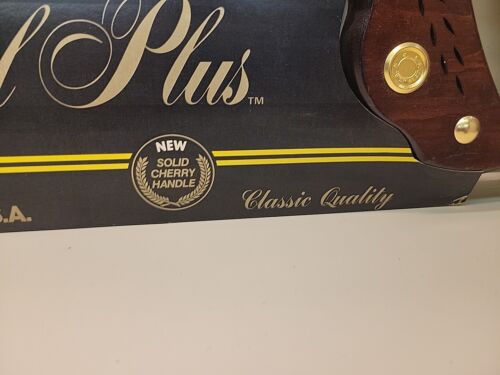 l Plus™
NEW
SOLID
CHERRY
HANDLE
S.A.
Classic Quality